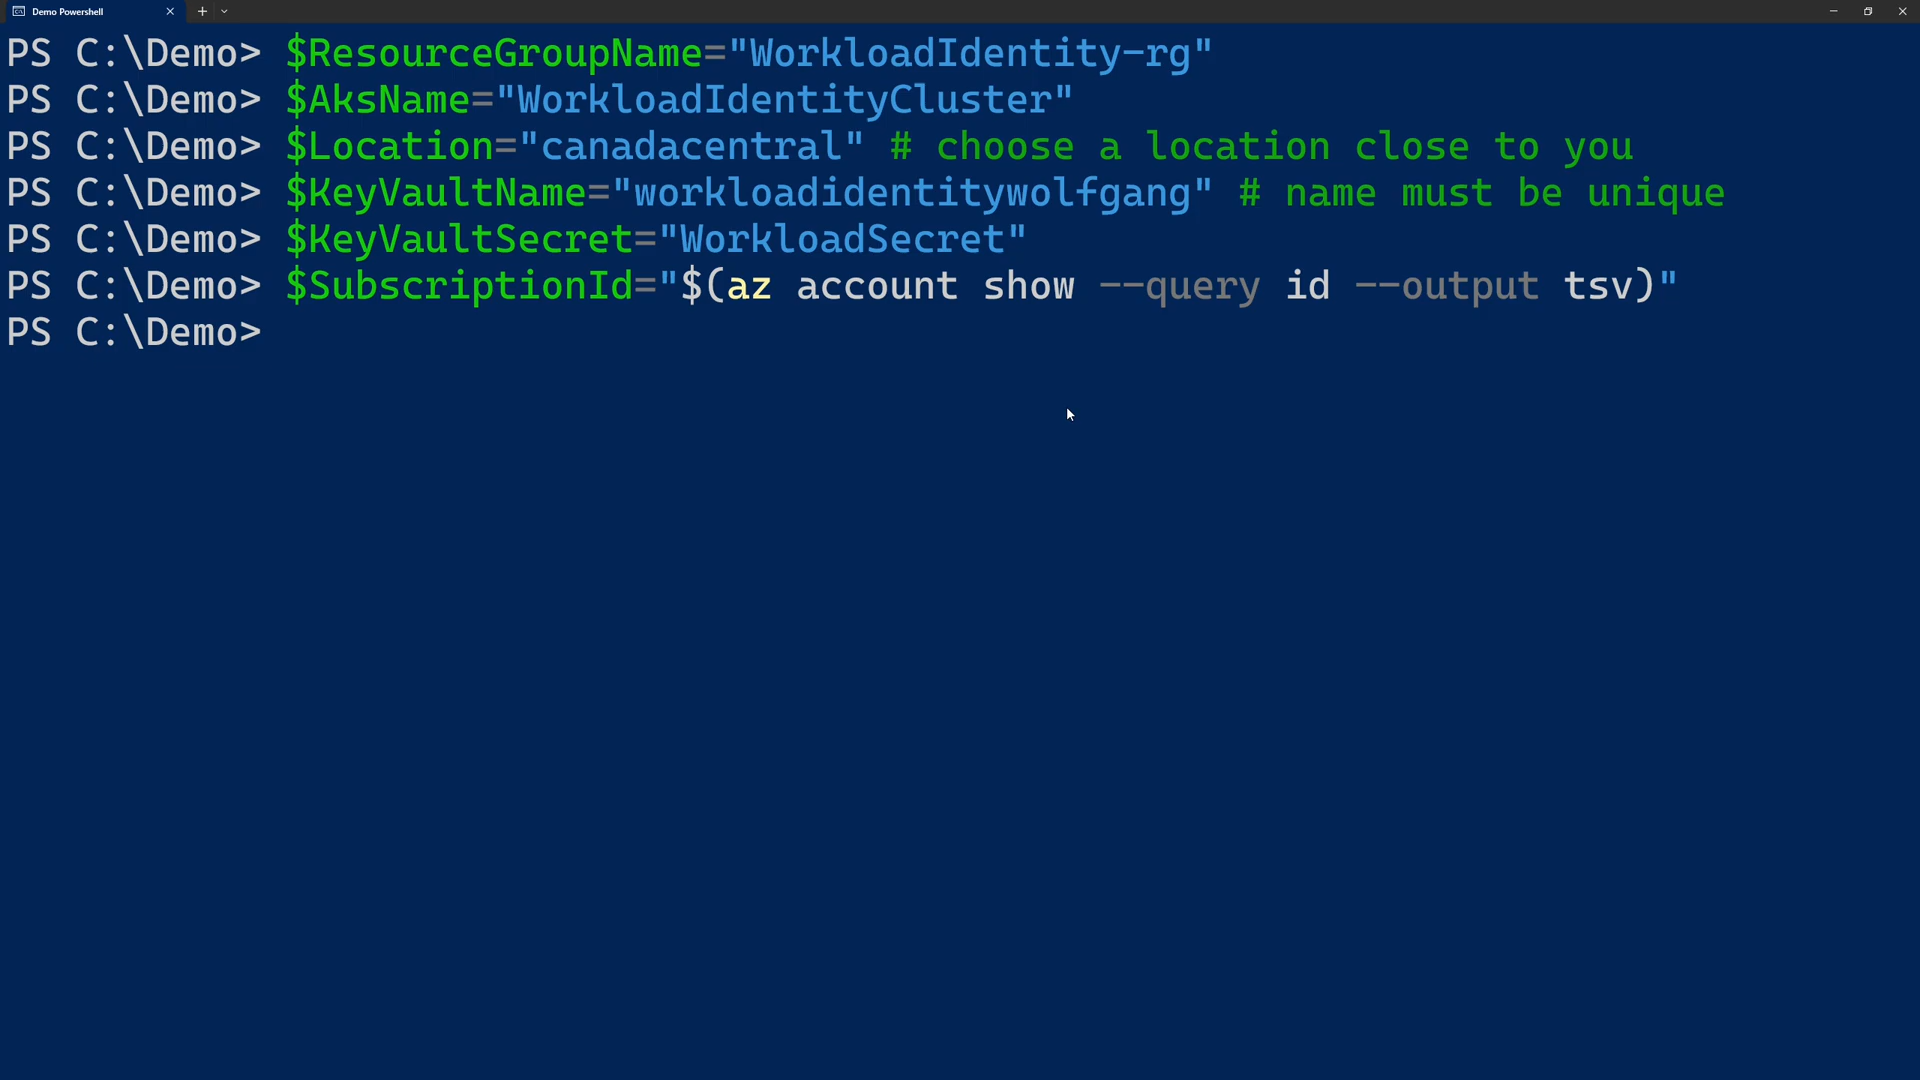 Demo Powershell
PS C:\Demo> $ResourceGroupName="WorkloadIdentity-rg"
PS C:\Demo> $AksName="WorkloadIdentityCluster"
PS C:\Demo> $Location="canadacentral" # choose a location close to you
PS C:\Demo> $KeyVaultName="workloadidentitywolfgang" # name must be unique
PS C:\Demo> $KeyVaultSecret="WorkloadSecret"
PS C:\Demo> $SubscriptionId="$(az account show --query id --output tsv)"
PS C:\Demo>